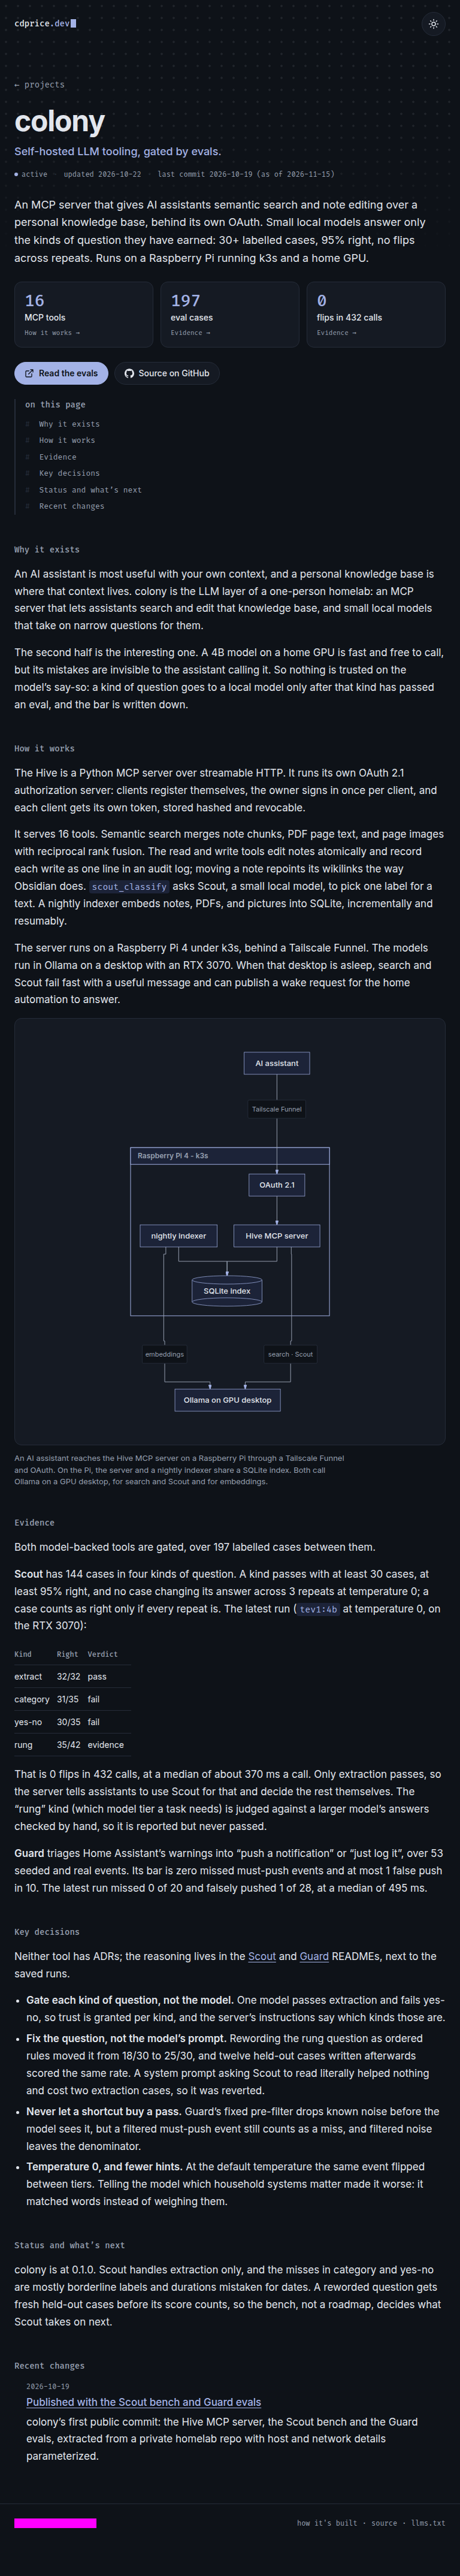 cdprice.dev
← projects
colony
Self-hosted LLM tooling, gated by evals.
active · updated 2026-10-22 · last commit 2026-10-19 (as of 2026-11-15)
An MCP server that gives AI assistants semantic search and note editing over a
personal knowledge base, behind its own OAuth. Small local models answer only
the kinds of question they have earned: 30+ labelled cases, 95% right, no flips
across repeats. Runs on a Raspberry Pi running k3s and a home GPU.
16
MCP tools
How it works →
197
eval cases
Evidence →
0
flips in 432 calls
Evidence →
Read the evals
Source on GitHub
on this page
# Why it exists
# How it works
# Evidence
# Key decisions
# Status and what's next
# Recent changes
Why it exists
An AI assistant is most useful with your own context, and a personal knowledge base is
where that context lives. colony is the LLM layer of a one-person homelab: an MCP
server that lets assistants search and edit that knowledge base, and small local models
that take on narrow questions for them.
The second half is the interesting one. A 4B model on a home GPU is fast and free to call,
but its mistakes are invisible to the assistant calling it. So nothing is trusted on the
model's say-so: a kind of question goes to a local model only after that kind has passed
an eval, and the bar is written down.
How it works
The Hive is a Python MCP server over streamable HTTP. It runs its own OAuth 2.1
authorization server: clients register themselves, the owner signs in once per client, and
each client gets its own token, stored hashed and revocable.
It serves 16 tools. Semantic search merges note chunks, PDF page text, and page images
with reciprocal rank fusion. The read and write tools edit notes atomically and record
each write as one line in an audit log; moving a note repoints its wikilinks the way
Obsidian does. scout_classify asks Scout, a small local model, to pick one label for a
text. A nightly indexer embeds notes, PDFs, and pictures into SQLite, incrementally and
resumably.
The server runs on a Raspberry Pi 4 under k3s, behind a Tailscale Funnel. The models
run in Ollama on a desktop with an RTX 3070. When that desktop is asleep, search and
Scout fail fast with a useful message and can publish a wake request for the home
automation to answer.
AI assistant
Tailscale Funnel
Raspberry Pi 4 - k3s
OAuth 2.1
nightly indexer
Hive MCP server
SQLite index
embeddings
search · Scout
Ollama on GPU desktop
An AI assistant reaches the Hive MCP server on a Raspberry Pi through a Tailscale Funnel
and OAuth. On the Pi, the server and a nightly indexer share a SQLite index. Both call
Ollama on a GPU desktop, for search and Scout and for embeddings.
Evidence
Both model-backed tools are gated, over 197 labelled cases between them.
Scout has 144 cases in four kinds of question. A kind passes with at least 30 cases, at
least 95% right, and no case changing its answer across 3 repeats at temperature 0; a
case counts as right only if every repeat is. The latest run ( tev1:4b at temperature 0, on
the RTX 3070):
Kind Right Verdict
extract 32/32 pass
category 31/35 fail
yes-no 30/35 fail
rung 35/42 evidence
That is 0 flips in 432 calls, at a median of about 370 ms a call. Only extraction passes, so
the server tells assistants to use Scout for that and decide the rest themselves. The
“rung” kind (which model tier a task needs) is judged against a larger model's answers
checked by hand, so it is reported but never passed.
Guard triages Home Assistant's warnings into “push a notification” or “just log it”, over 53
seeded and real events. Its bar is zero missed must-push events and at most 1 false push
in 10. The latest run missed 0 of 20 and falsely pushed 1 of 28, at a median of 495 ms.
Key decisions
Neither tool has ADRs; the reasoning lives in the Scout and Guard READMEs, next to the
saved runs.
• Gate each kind of question, not the model. One model passes extraction and fails yes-
no, so trust is granted per kind, and the server's instructions say which kinds those are.
• Fix the question, not the model's prompt. Rewording the rung question as ordered
rules moved it from 18/30 to 25/30, and twelve held-out cases written afterwards
scored the same rate. A system prompt asking Scout to read literally helped nothing
and cost two extraction cases, so it was reverted.
• Never let a shortcut buy a pass. Guard's fixed pre-filter drops known noise before the
model sees it, but a filtered must-push event still counts as a miss, and filtered noise
leaves the denominator.
• Temperature 0, and fewer hints. At the default temperature the same event flipped
between tiers. Telling the model which household systems matter made it worse: it
matched words instead of weighing them.
Status and what's next
colony is at 0.1.0. Scout handles extraction only, and the misses in category and yes-no
are mostly borderline labels and durations mistaken for dates. A reworded question gets
fresh held-out cases before its score counts, so the bench, not a roadmap, decides what
Scout takes on next.
Recent changes
2026-10-19
Published with the Scout bench and Guard evals
colony's first public commit: the Hive MCP server, the Scout bench and the Guard
evals, extracted from a private homelab repo with host and network details
parameterized.
how it's built · source · llms.txt